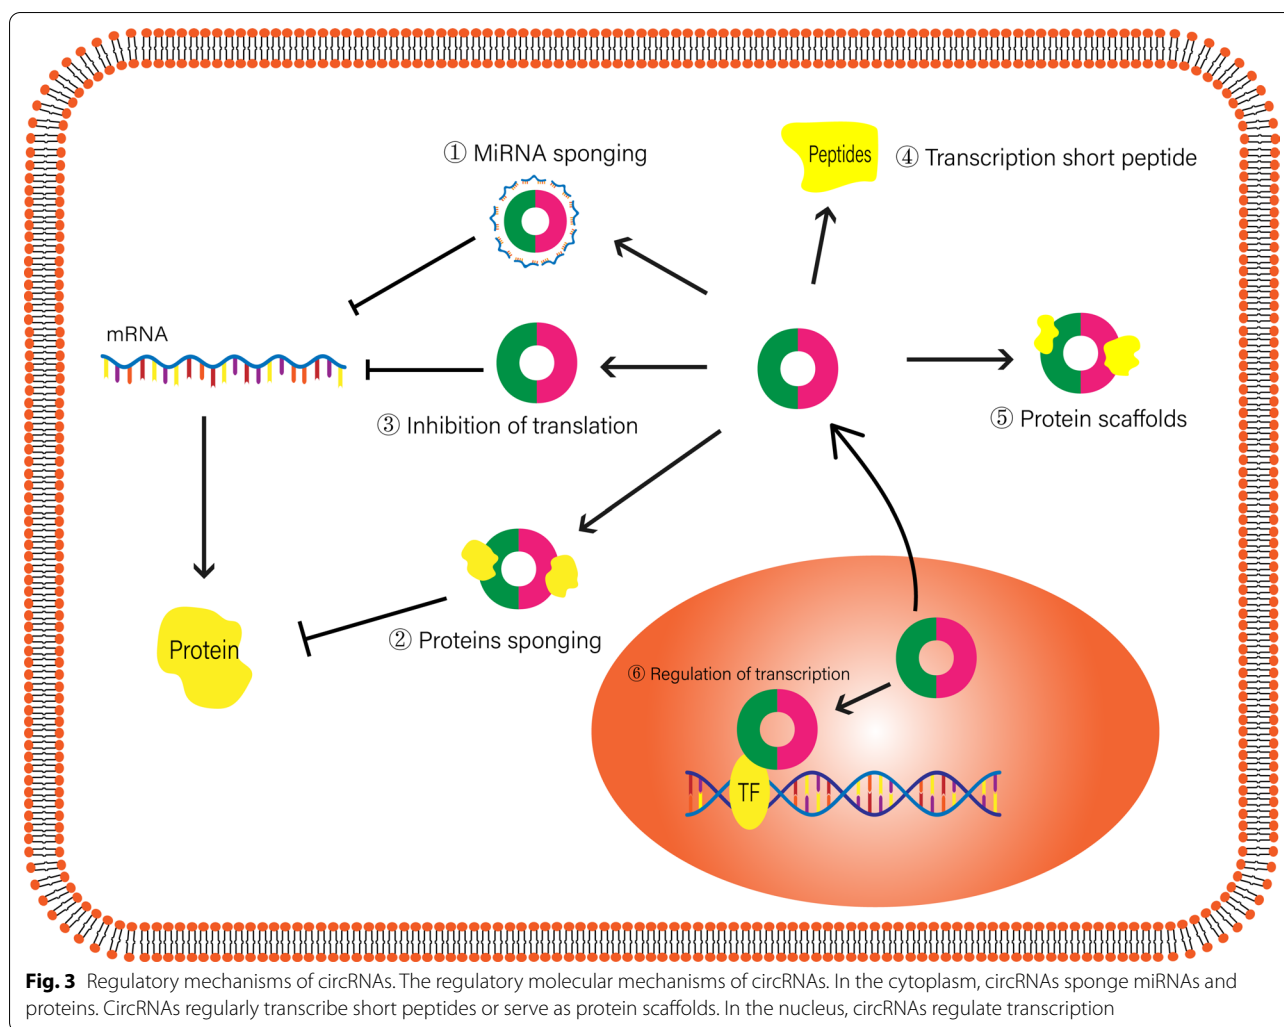 ① MiRNA sponging
Peptides
④ Transcription short peptide
mRNA
③ Inhibition of translation
⑤ Protein scaffolds
Protein
② Proteins sponging
⑥ Regulation of transcription
TF
Fig. 3 Regulatory mechanisms of circRNAs. The regulatory molecular mechanisms of circRNAs. In the cytoplasm, circRNAs sponge miRNAs and
proteins. CircRNAs regularly transcribe short peptides or serve as protein scaffolds. In the nucleus, circRNAs regulate transcription